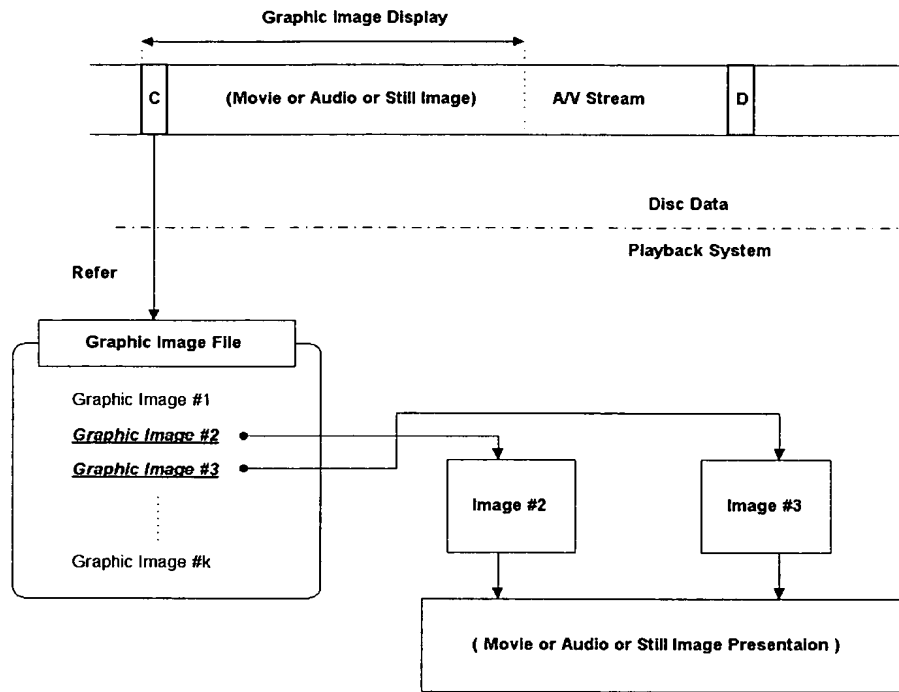 Graphic Image Display
C
(Movie or Audio or Still Image)
A/V Stream
D
Disc Data
Playback System
Refer
Graphic Image File
Graphic Image #1
Graphic Image #2
Graphic Image #3
Graphic Image #k
Image #2
Image #3
( Movie or Audio or Still Image Presentaion )